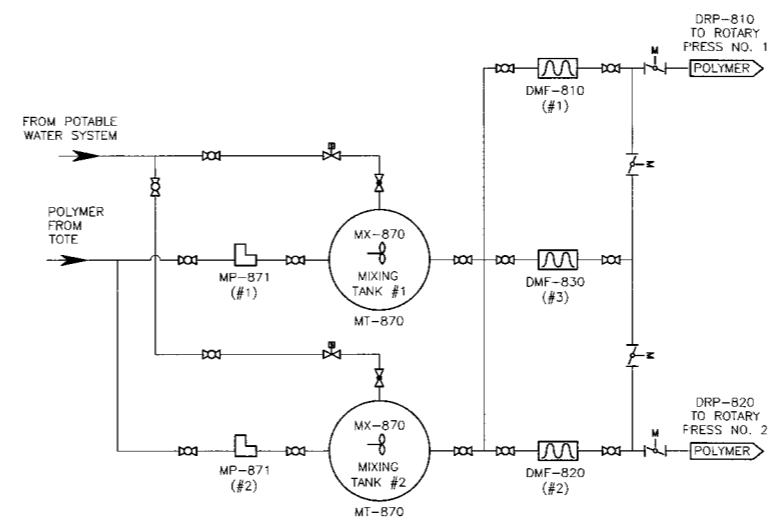 DRP-810
TO ROTARY
PRESS NO. 1
M
POLYMER
DMF-810
(#1)
FROM POTABLE
WATER SYSTEM
M
POLYMER
FROM
TOTE
MX-870
MIXING
TANK #1
MT-870
MP-871
(#1)
DMF-830
(#3)
M
DRP-820
TO ROTARY
PRESS NO. 2
M
POLYMER
MX-870
MIXING
TANK #2
MT-870
MP-871
(#2)
DMF-820
(#2)